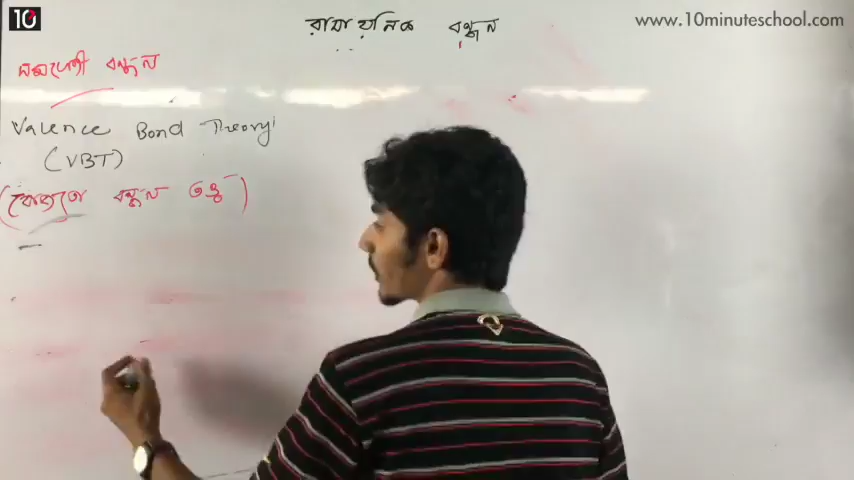 10
রাসায়নিক বন্ধন
www.10minuteschool.com
সমযোজী বন্ধন
Valence Bond Theory
(VBT)
(যোজ্যতা বন্ধন তত্ত্ব)